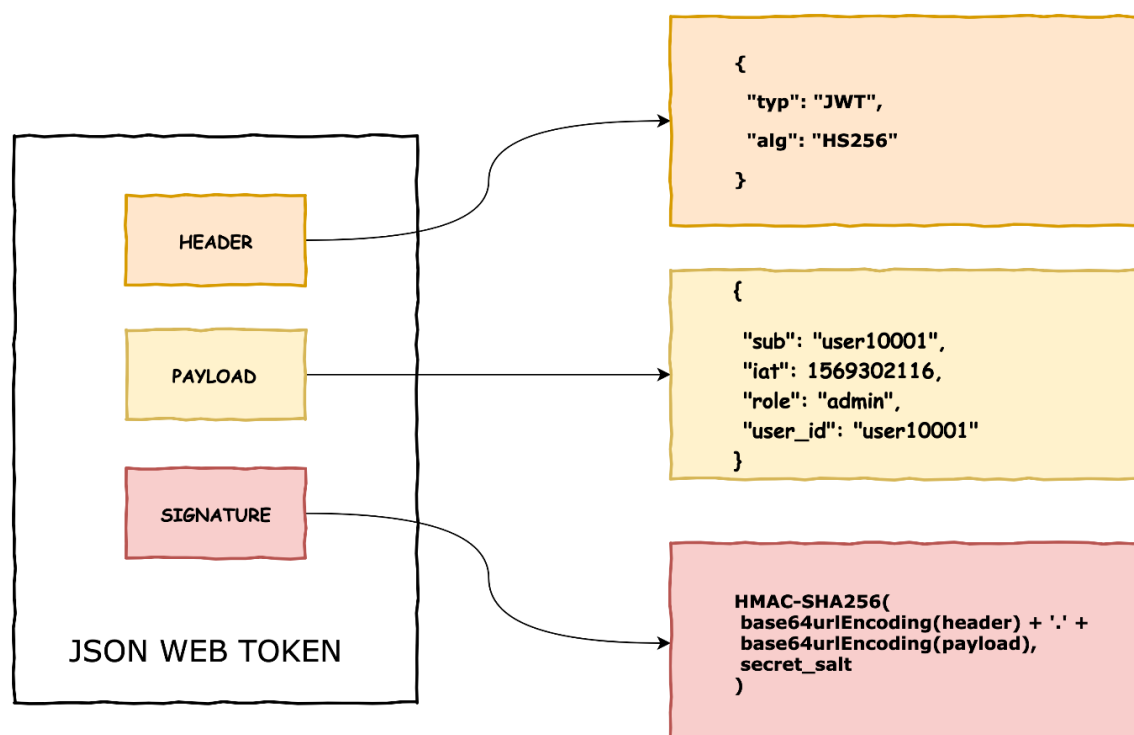 HEADER
PAYLOAD
SIGNATURE
JSON WEB TOKEN
{
"typ": "JWT",
"alg": "HS256"
}
{
"sub": "user10001",
"iat": 1569302116,
"role": "admin",
"user_id": "user10001"
}
HMAC-SHA256(
base64urlEncoding(header) + '.' +
base64urlEncoding(payload),
secret_salt
)